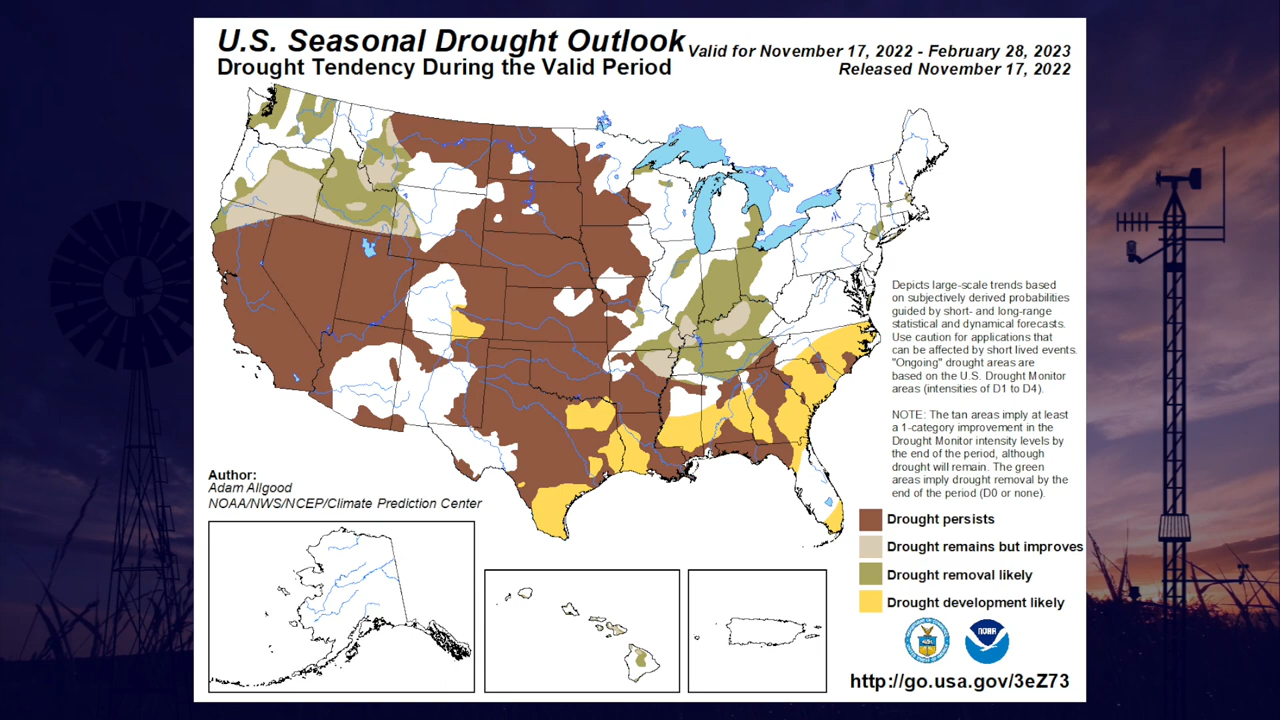 U.S. Seasonal Drought Outlook
Drought Tendency During the Valid Period
Valid for November 17, 2022 - February 28, 2023
Released November 17, 2022
Depicts large-scale trends based
on subjectively derived probabilities
guided by short- and long-range
statistical and dynamical forecasts.
Use caution for applications that
can be affected by short lived events.
"Ongoing" drought areas are
based on the U.S. Drought Monitor
areas (intensities of D1 to D4).
NOTE: The tan areas imply at least
a 1-category improvement in the
Drought Monitor intensity levels by
the end of the period, although
drought will remain. The green
areas imply drought removal by the
end of the period (D0 or none).
Author:
Adam Allgood
NOAA/NWS/NCEP/Climate Prediction Center
Drought persists
Drought remains but improves
Drought removal likely
Drought development likely
NOAA
http://go.usa.gov/3eZ73